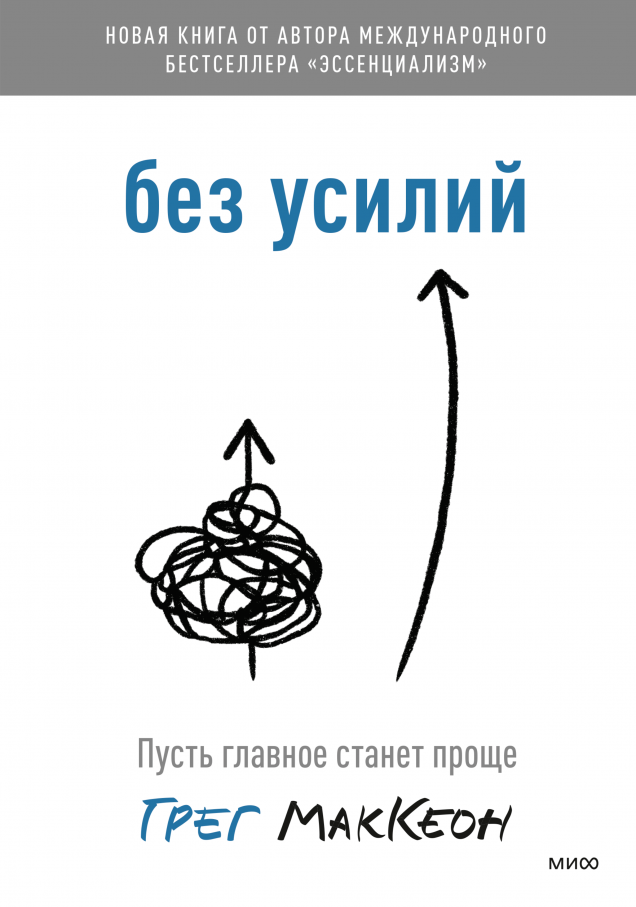 НОВАЯ КНИГА ОТ АВТОРА МЕЖДУНАРОДНОГО
БЕСТСЕЛЛЕРА «ЭССЕНЦИАЛИЗМ»
без усилий
Пусть главное станет проще
ГРЕГ МАККЕОН
МИФ